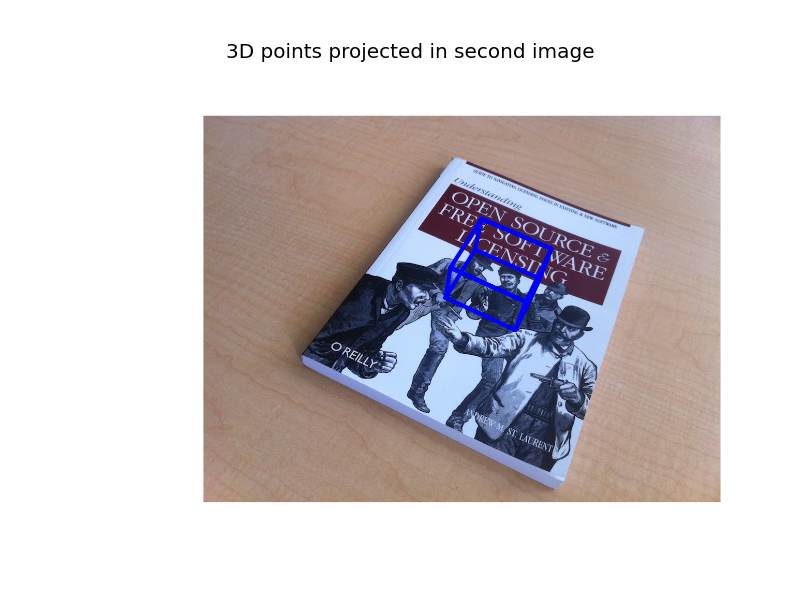 3D points projected in second image
GUIDE TO NAVIGATING LICENSING ISSUES IN EXISTING & NEW SOFTWARE
Understanding
OPEN SOURCE &
FREE SOFTWARE
LICENSING
O'REILLY
ANDREW M. ST. LAURENT